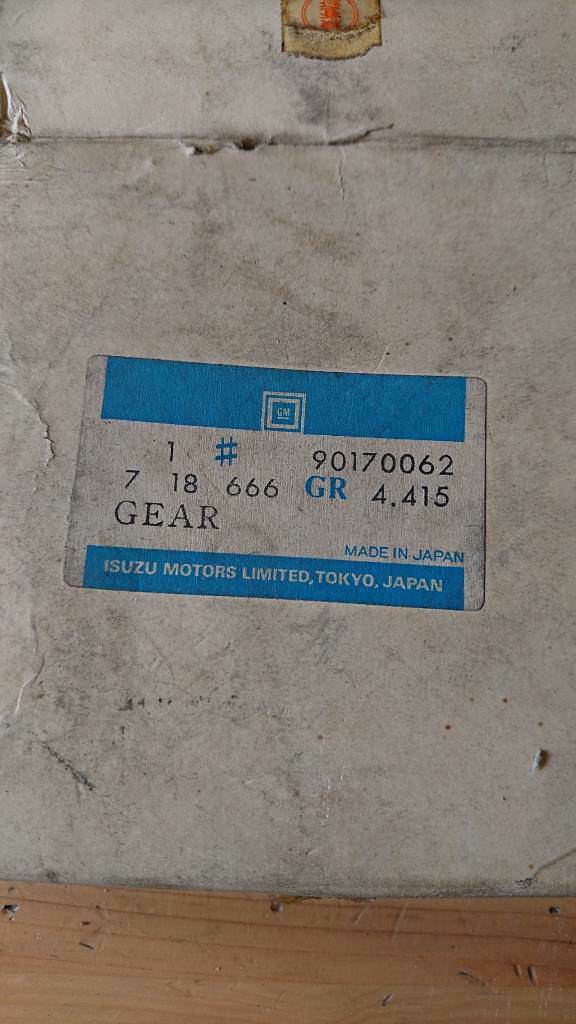 GM
1 # 90170062
7 18 666 GR 4.415
GEAR
MADE IN JAPAN
ISUZU MOTORS LIMITED, TOKYO, JAPAN